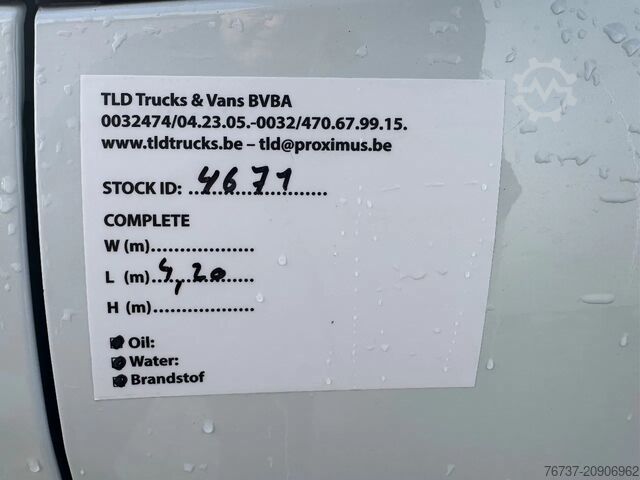 TLD Trucks & Vans BVBA
0032474/04.23.05.-0032/470.67.99.15.
www.tldtrucks.be – tld@proximus.be
STOCK ID: ..4671......
COMPLETE
W (m)..................
L (m)..4,20......
H (m)..................
Oil:
Water:
Brandstof
76737-20906962